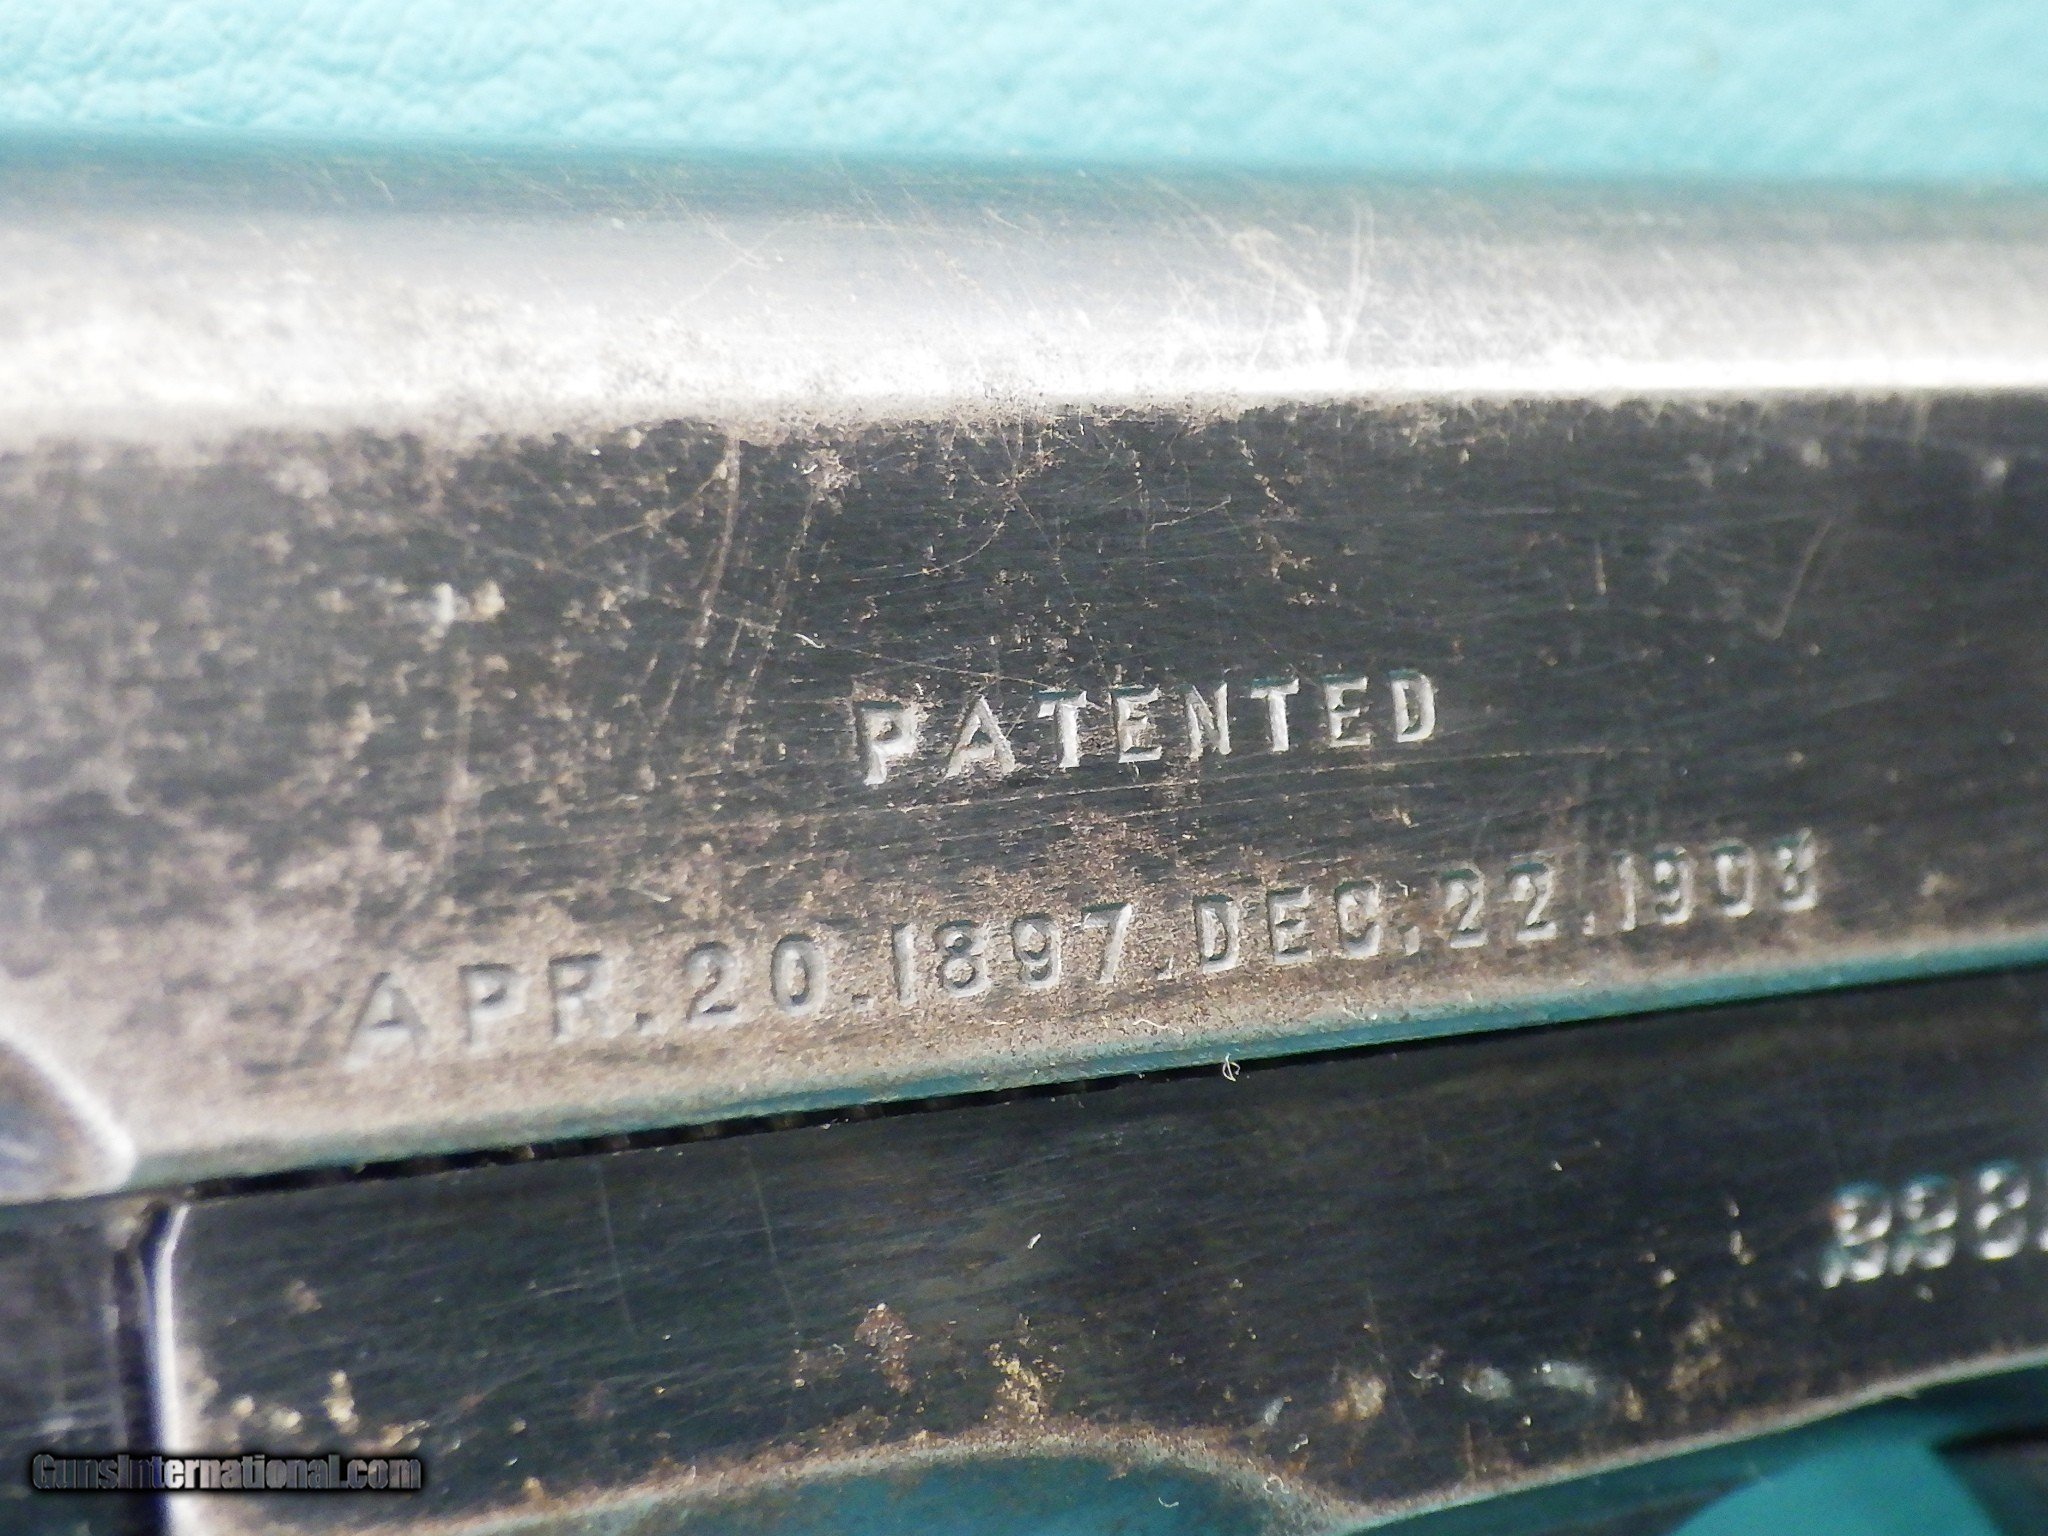 PATENTED
APR.20.1897.DEC.22.1903
GunsInternational.com